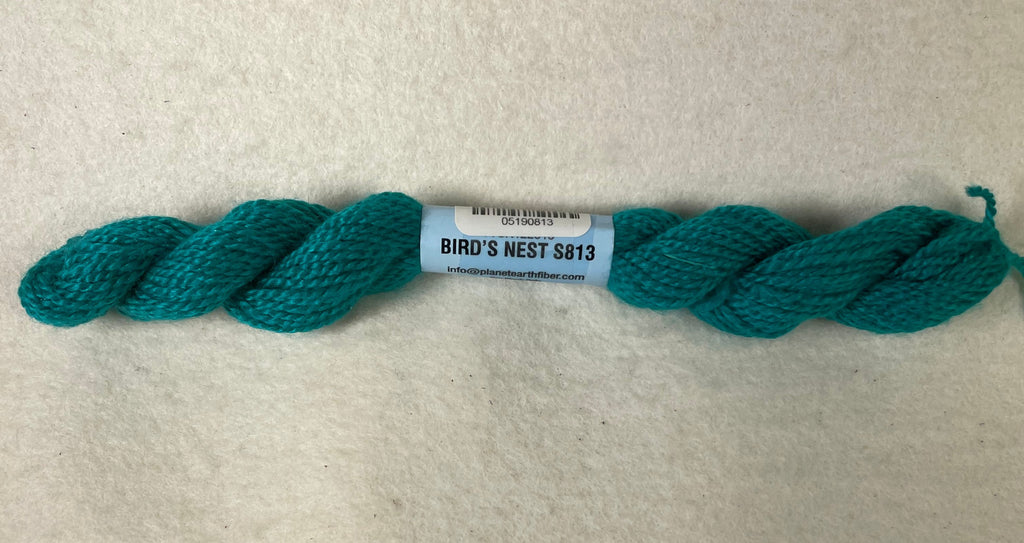 05190813
BIRD'S NEST S813
Info@planetearthfiber.com